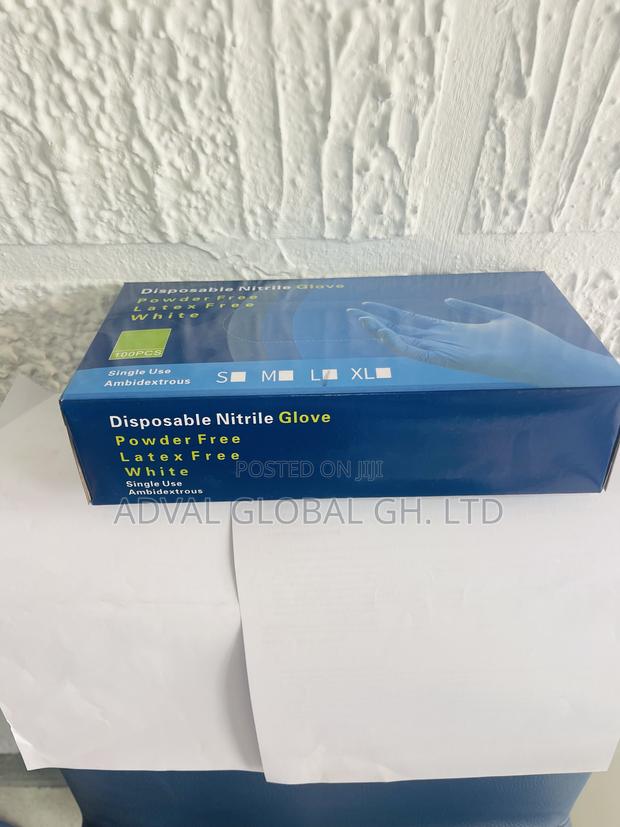 Disposable Nitrile Glove
Powder Free
Latex Free
White
100PCS
Single Use
Ambidextrous
S M L XL
Disposable Nitrile Glove
Powder Free
Latex Free
White
Single Use
Ambidextrous
POSTED ON JIJI
ADVAL GLOBAL GH. LTD